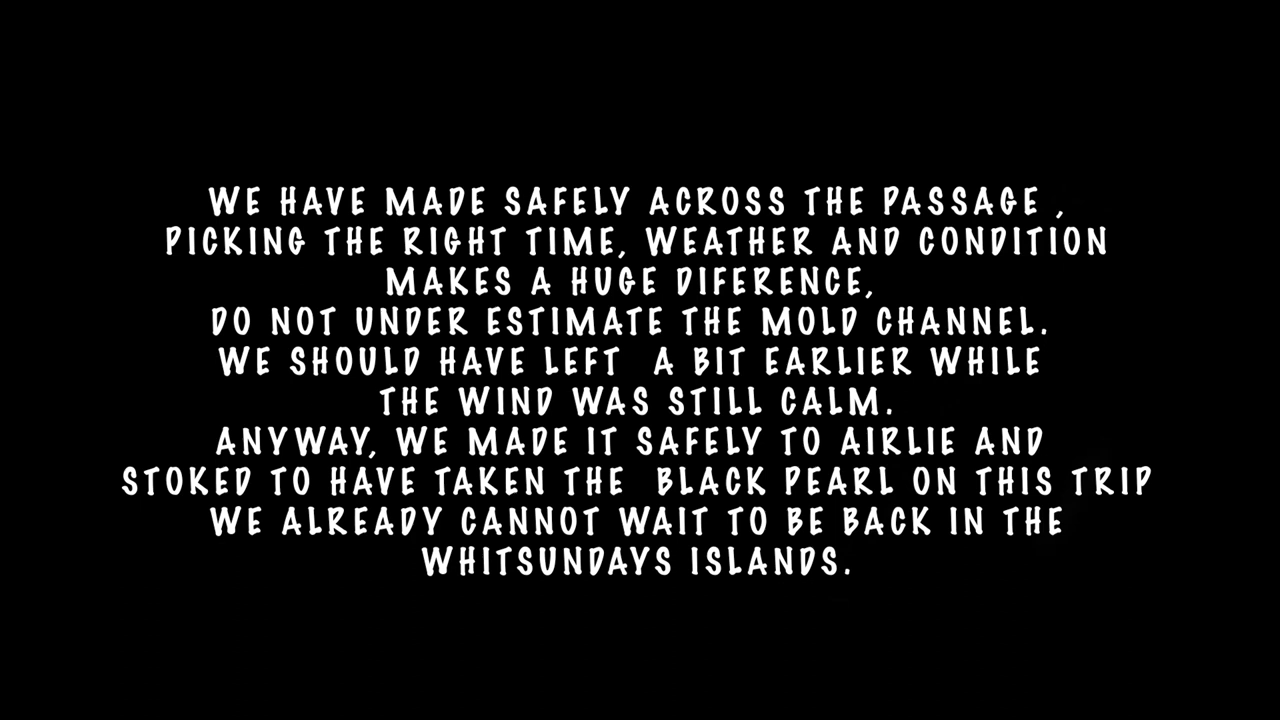 WE HAVE MADE SAFELY ACROSS THE PASSAGE ,
PICKING THE RIGHT TIME, WEATHER AND CONDITION
MAKES A HUGE DIFERENCE,
DO NOT UNDER ESTIMATE THE MOLD CHANNEL.
WE SHOULD HAVE LEFT  A BIT EARLIER WHILE
THE WIND WAS STILL CALM.
ANYWAY, WE MADE IT SAFELY TO AIRLIE AND
STOKED TO HAVE TAKEN THE  BLACK PEARL ON THIS TRIP
WE ALREADY CANNOT WAIT TO BE BACK IN THE
WHITSUNDAYS ISLANDS.